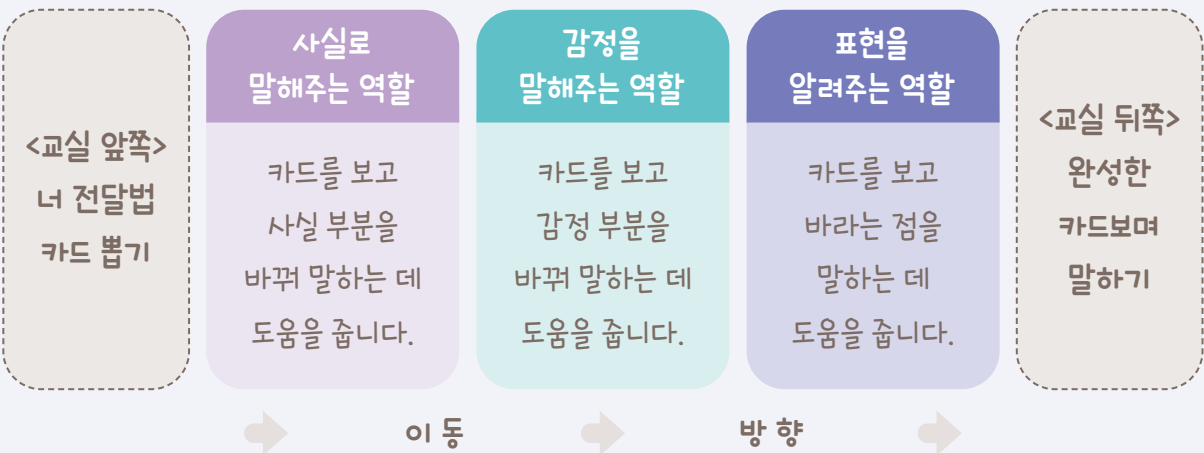 <교실 앞쪽>
너 전달법
카드 뽑기
사실로
말해주는 역할
카드를 보고
사실 부분을
바꿔 말하는 데
도움을 줍니다.
감정을
말해주는 역할
카드를 보고
감정 부분을
바꿔 말하는 데
도움을 줍니다.
표현을
알려주는 역할
카드를 보고
바라는 점을
말하는 데
도움을 줍니다.
<교실 뒤쪽>
완성한
카드보며
말하기
이 동 방 향